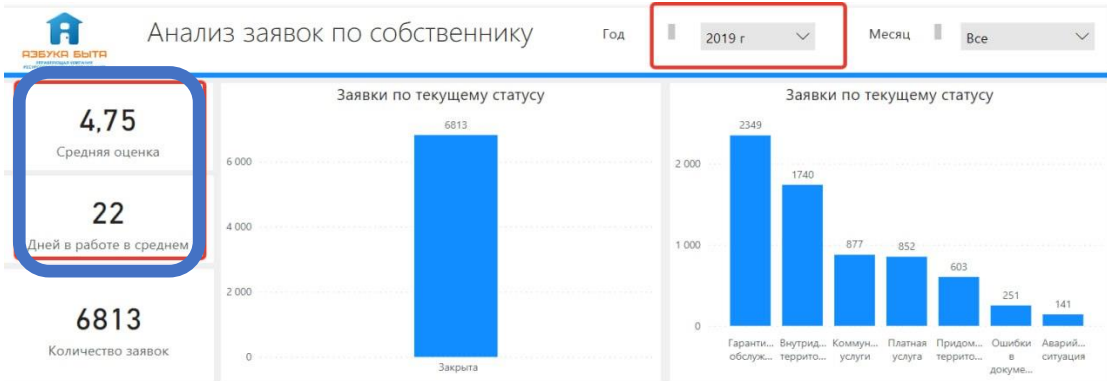 АЗБУКА БЫТА
Анализ заявок по собственнику
Год
2019 г
Месяц
Все
4,75
Средняя оценка
22
Дней в работе в среднем
6813
Количество заявок
Заявки по текущему статусу
6813
6 000
4 000
2 000
0
Закрыта
Заявки по текущему статусу
2349
2 000
1740
1 000
877
852
603
251
141
0
Гаранти... Внутрид... Коммун... Платная Придом... Ошибки Аварий...
обслуж... террито... услуги услуга террито... в ситуация
докуме...